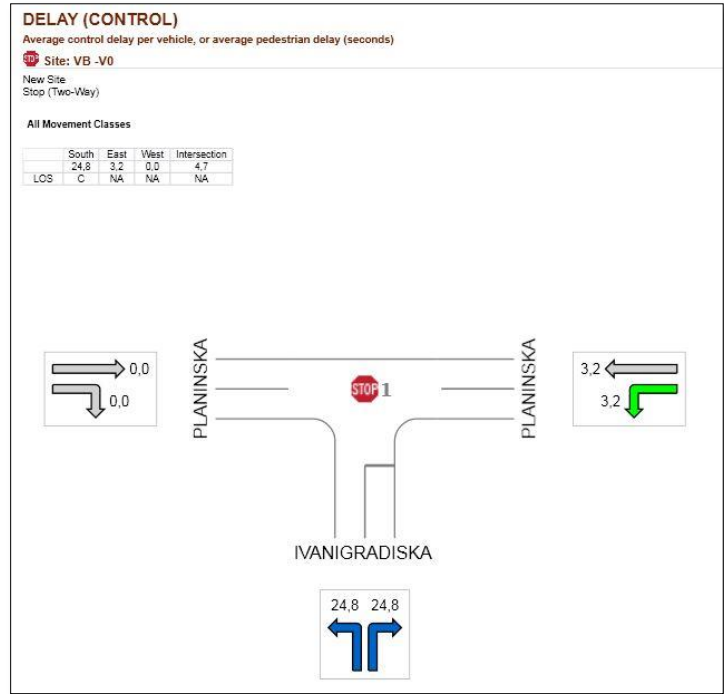 DELAY (CONTROL)
Average control delay per vehicle, or average pedestrian delay (seconds)
STOP Site: VB -V0
New Site
Stop (Two-Way)
All Movement Classes
South East West Intersection
24,8 3,2 0,0 4,7
LOS C NA NA NA
0,0
0,0
PLANINSKA
STOP 1
PLANINSKA
3,2
3,2
IVANIGRADISKA
24,8 24,8